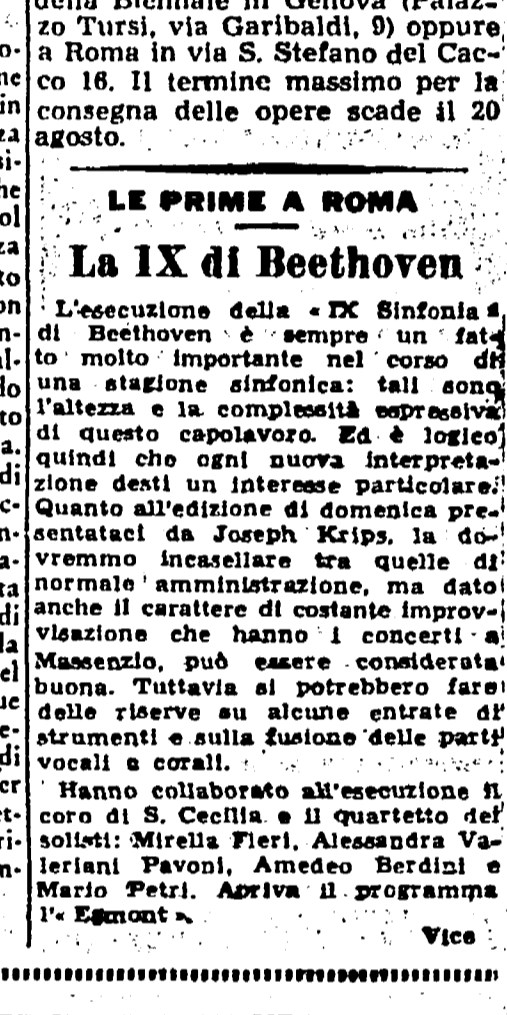 della Biennale in Genova (Palaz-
zo Tursi, via Garibaldi, 9) oppure
a Roma in via S. Stefano del Cac-
co 16. Il termine massimo per la
consegna delle opere scade il 20
agosto.
LE PRIME A ROMA
La IX di Beethoven
L'esecuzione della « IX Sinfonia »
di Beethoven è sempre un fat-
to molto importante nel corso di
una stagione sinfonica: tali sono
l'altezza e la complessità espressiva
di questo capolavoro. Ed è logico
quindi che ogni nuova interpreta-
zione desti un interesse particolare.
Quanto all'edizione di domenica pre-
sentataci da Joseph Krips, la do-
vremmo incasellare tra quelle di
normale amministrazione, ma dato
anche il carattere di costante improv-
visazione che hanno i concerti a
Massenzio, può essere considerata
buona. Tuttavia si potrebbero fare
delle riserve su alcune entrate di
strumenti e sulla fusione delle parti
vocali e corali.
Hanno collaborato all'esecuzione il
coro di S. Cecilia e il quartetto dei
solisti: Mirella Fleri, Alessandra Va-
leriani Pavoni, Amedeo Berdini e
Mario Petri. Apriva il programma
l'« Egmont ».
Vice